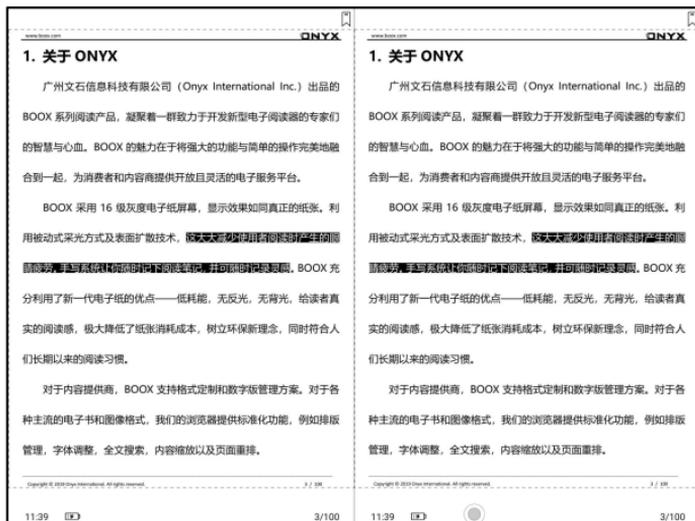 www.boox.com
ONYX
1. 关于 ONYX
广州文石信息科技有限公司（Onyx International Inc.）出品的
BOOX 系列阅读产品，凝聚着一群致力于开发新型电子阅读器的专家们
的智慧与心血。BOOX 的魅力在于将强大的功能与简单的操作完美地融
合到一起，为消费者和内容商提供开放且灵活的电子服务平台。
BOOX 采用 16 级灰度电子纸屏幕，显示效果如同真正的纸张。利
用被动式采光方式及表面扩散技术，这大大减少使用者阅读时产生的眼
睛疲劳，手写系统让你随时记下阅读笔记，并可随时记录灵感。BOOX 充
分利用了新一代电子纸的优点——低耗能，无反光，无背光，给读者真
实的阅读感，极大降低了纸张消耗成本，树立环保新理念，同时符合人
们长期以来的阅读习惯。
对于内容提供商，BOOX 支持格式定制和数字版管理方案。对于各
种主流的电子书和图像格式，我们的浏览器提供标准化功能，例如排版
管理，字体调整，全文搜索，内容缩放以及页面重排。
Copyright © 2019 Onyx International. All rights reserved.
3 / 100
11:39
3/100
www.boox.com
ONYX
1. 关于 ONYX
广州文石信息科技有限公司（Onyx International Inc.）出品的
BOOX 系列阅读产品，凝聚着一群致力于开发新型电子阅读器的专家们
的智慧与心血。BOOX 的魅力在于将强大的功能与简单的操作完美地融
合到一起，为消费者和内容商提供开放且灵活的电子服务平台。
BOOX 采用 16 级灰度电子纸屏幕，显示效果如同真正的纸张。利
用被动式采光方式及表面扩散技术，这大大减少使用者阅读时产生的眼
睛疲劳，手写系统让你随时记下阅读笔记，并可随时记录灵感。BOOX 充
分利用了新一代电子纸的优点——低耗能，无反光，无背光，给读者真
实的阅读感，极大降低了纸张消耗成本，树立环保新理念，同时符合人
们长期以来的阅读习惯。
对于内容提供商，BOOX 支持格式定制和数字版管理方案。对于各
种主流的电子书和图像格式，我们的浏览器提供标准化功能，例如排版
管理，字体调整，全文搜索，内容缩放以及页面重排。
Copyright © 2019 Onyx International. All rights reserved.
3 / 100
11:39
3/100